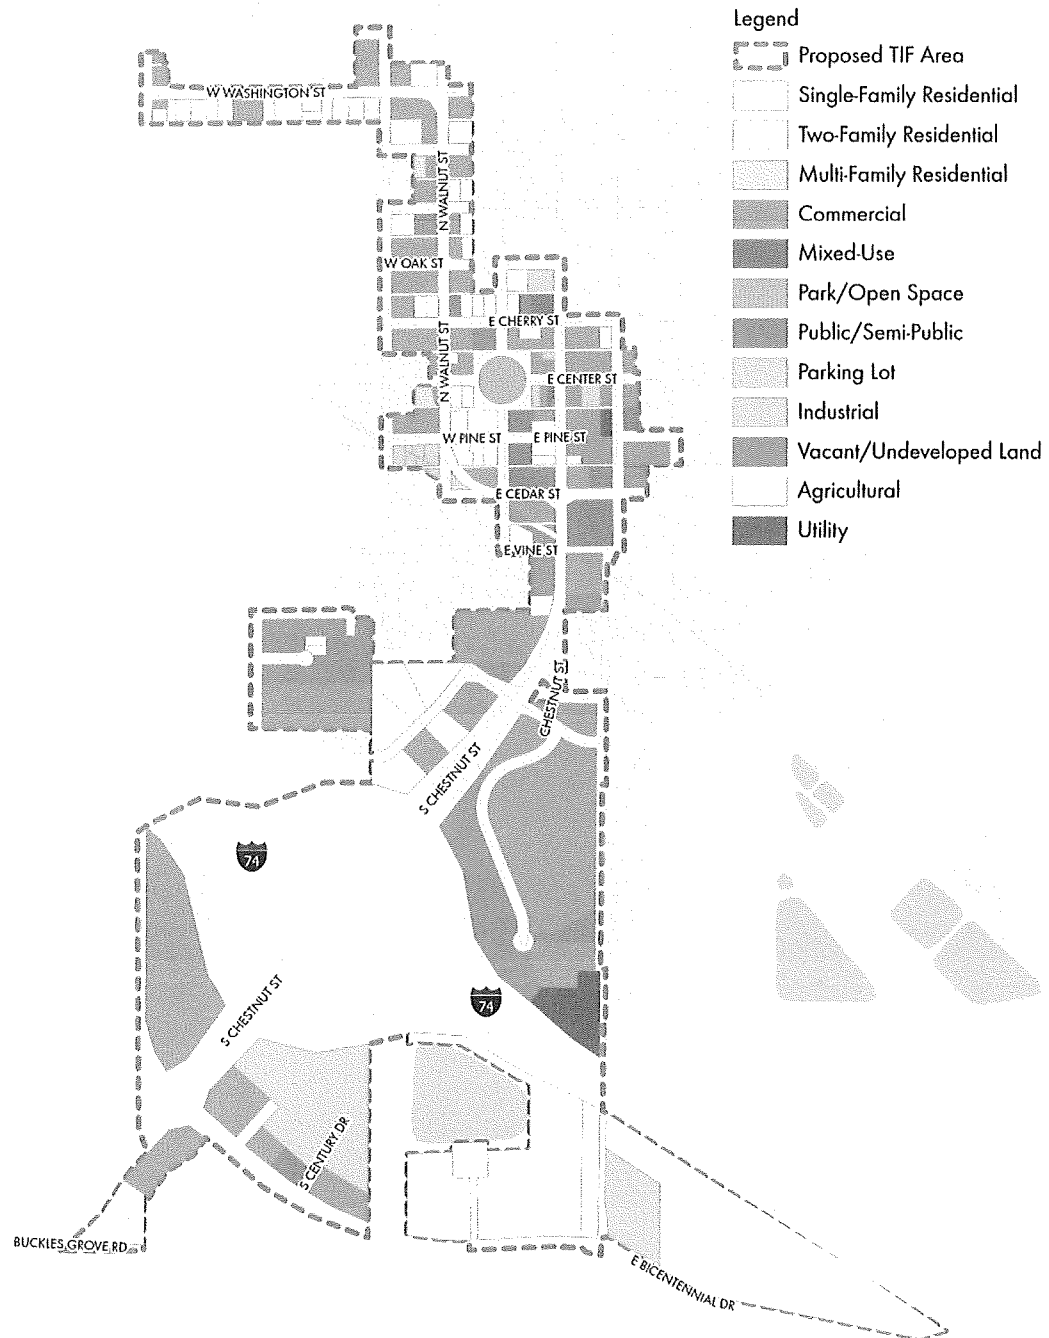 Legend
Proposed TIF Area
Single-Family Residential
Two-Family Residential
Multi-Family Residential
Commercial
Mixed-Use
Park/Open Space
Public/Semi-Public
Parking Lot
Industrial
Vacant/Undeveloped Land
Agricultural
Utility
W WASHINGTON ST
N WALNUT ST
W OAK ST
E CHERRY ST
N WALNUT ST
E CENTER ST
W PINE ST
E PINE ST
E CEDAR ST
E VINE ST
CHESTNUT ST
S CHESTNUT ST
74
74
S CHESTNUT ST
S CENTURY DR
BUCKLES GROVE RD
E BICENTENNIAL DR